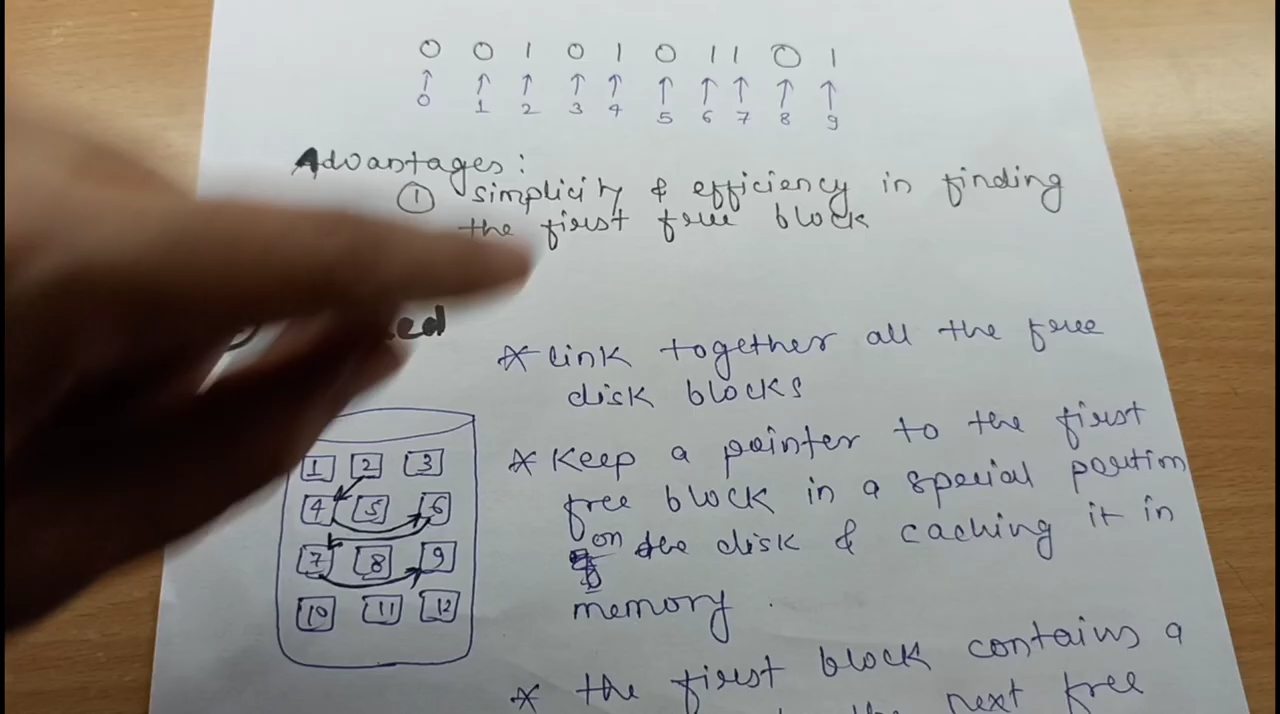 0 0 1 0 1 0 1 1 0 1
0 1 2 3 4 5 6 7 8 9
Advantages:
① simplicity & efficiency in finding
the first free block
* Link together all the free
disk blocks
* Keep a pointer to the first
free block in a special position
on the disk & caching it in
memory.
* the first block contains a
next free
1 2 3
4 5 6
7 8 9
10 11 12